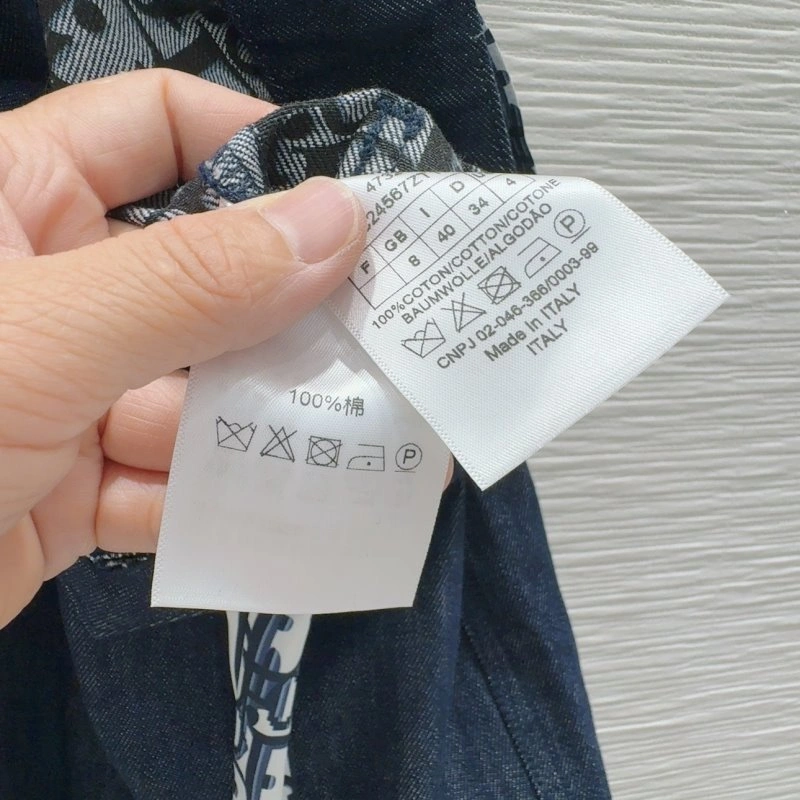 F GB I D
8 40 34 4
100%COTON/COTTON/COTONE
BAUMWOLLE/ALGODÃO
P
CNPJ 02-046-366/0003-99
Made In ITALY
ITALY
100%棉
P